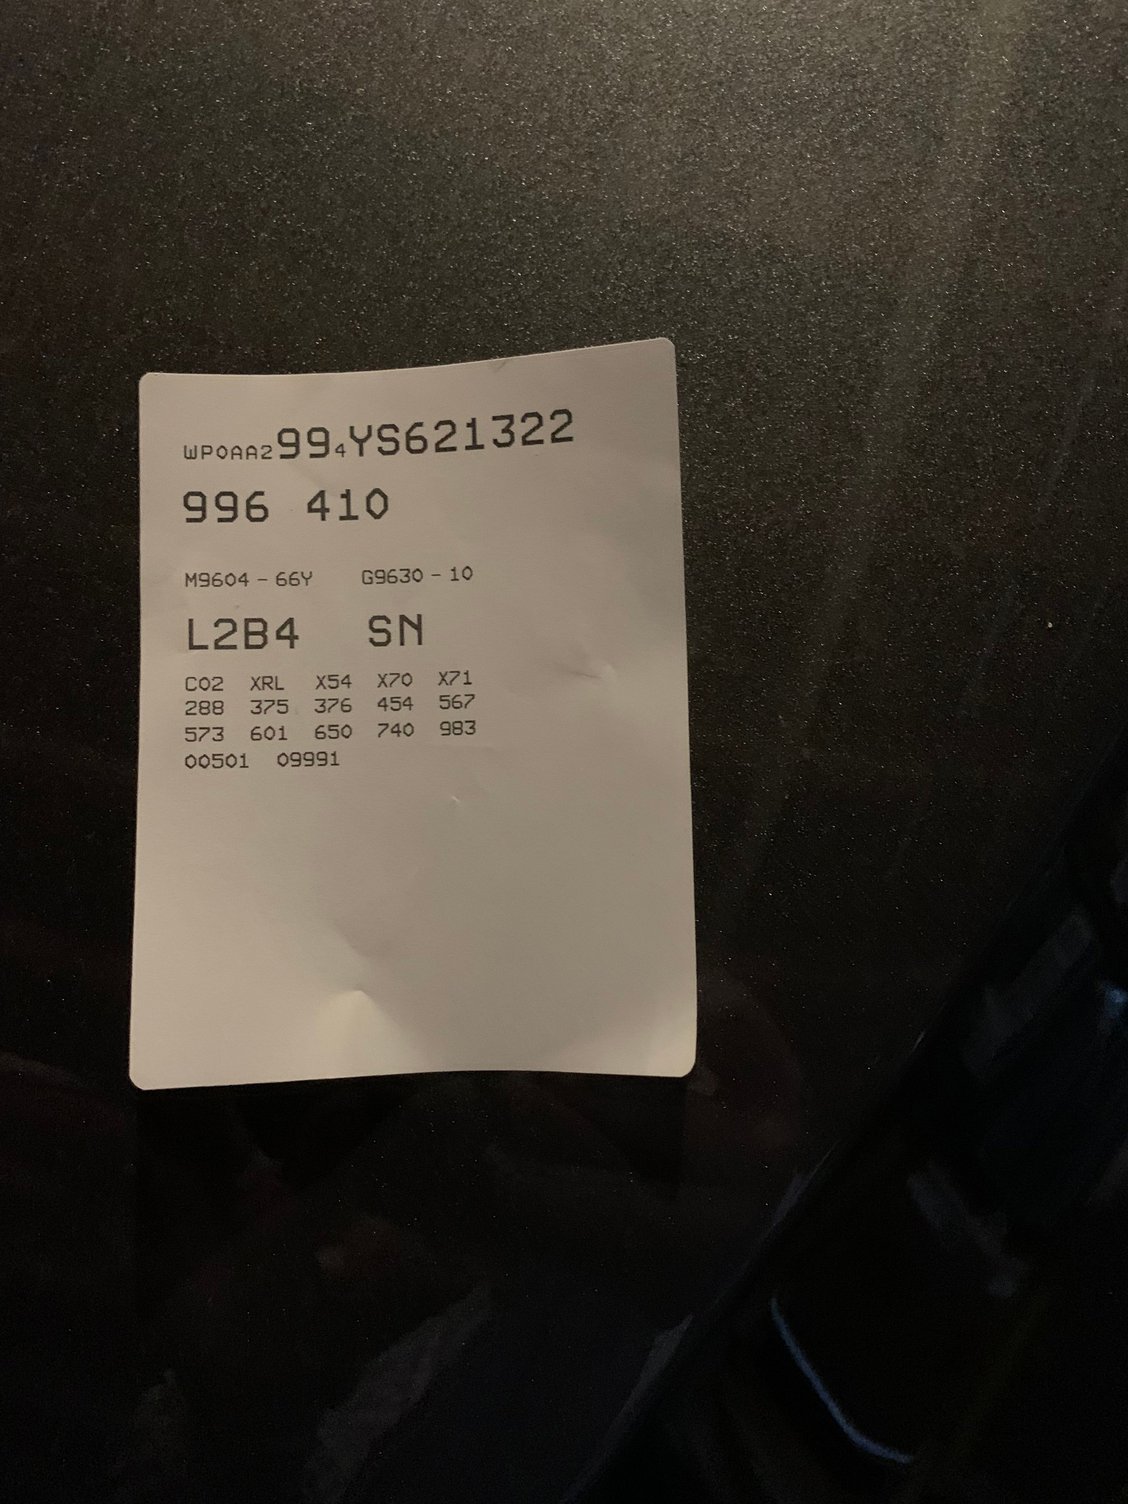 WP0AA2994YS621322
996 410
M9604 - 66Y G9630 - 10
L2B4 SN
C02 XRL X54 X70 X71
288 375 376 454 567
573 601 650 740 983
00501 09991